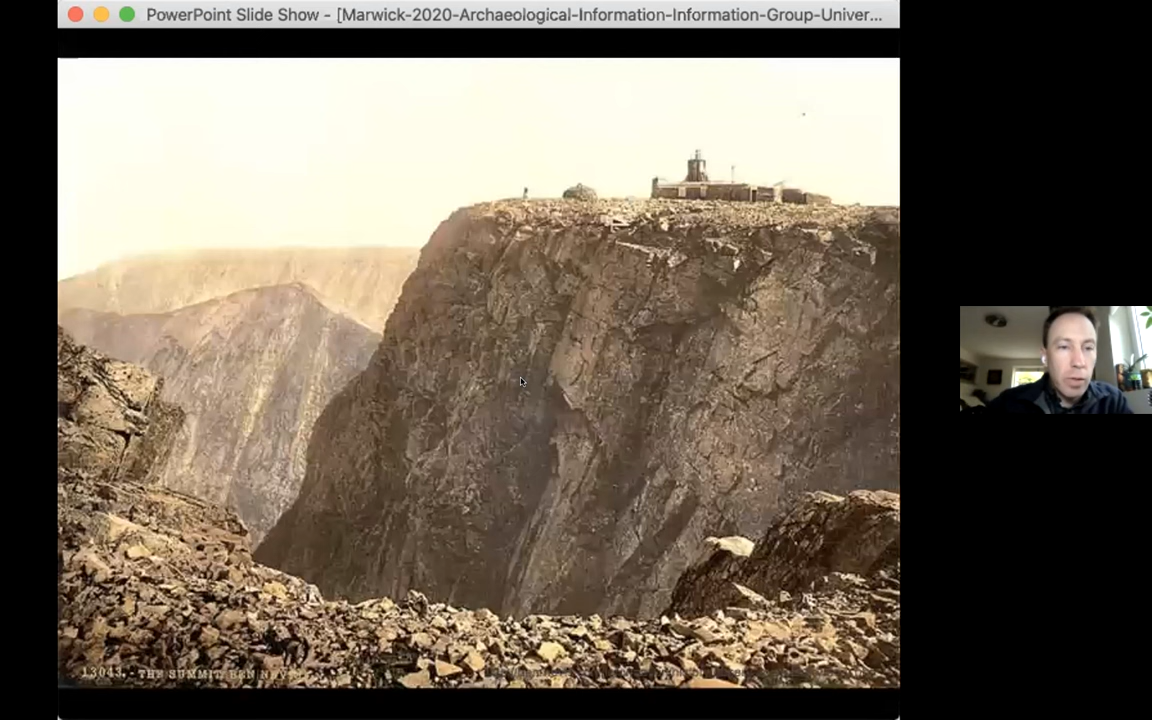 PowerPoint Slide Show - [Marwick-2020-Archaeological-Information-Information-Group-Univer...
13043. - THE SUMMIT BEN NEVIS